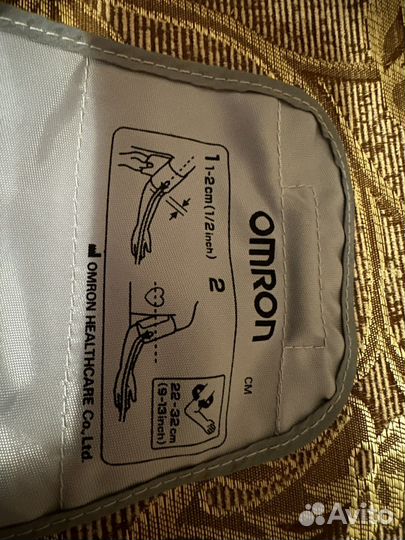 OMRON
CM
1
1-2cm(1/2inch)
2
22-32cm
(9-13inch)
OMRON HEALTHCARE Co., Ltd.
Avito